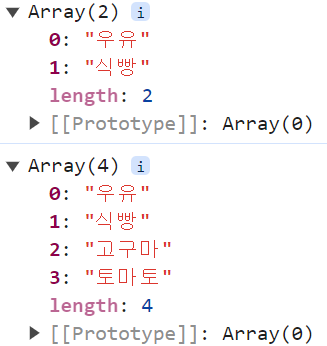 ▼ Array(2) i
0: "우유"
1: "식빵"
length: 2
▶ [[Prototype]]: Array(0)
▼ Array(4) i
0: "우유"
1: "식빵"
2: "고구마"
3: "토마토"
length: 4
▶ [[Prototype]]: Array(0)